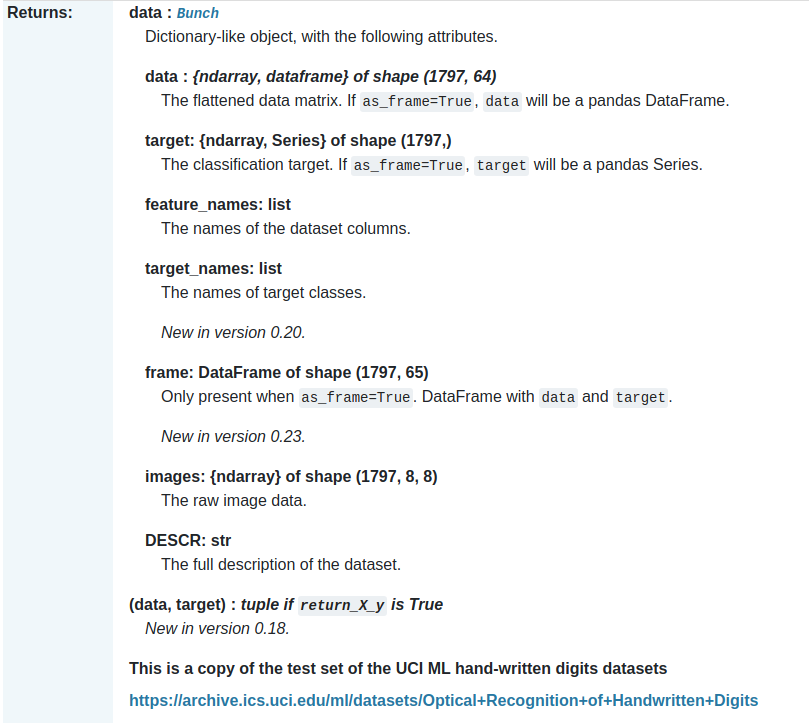 Returns: data : Bunch
Dictionary-like object, with the following attributes.
data : {ndarray, dataframe} of shape (1797, 64)
The flattened data matrix. If as_frame=True, data will be a pandas DataFrame.
target: {ndarray, Series} of shape (1797,)
The classification target. If as_frame=True, target will be a pandas Series.
feature_names: list
The names of the dataset columns.
target_names: list
The names of target classes.
New in version 0.20.
frame: DataFrame of shape (1797, 65)
Only present when as_frame=True. DataFrame with data and target.
New in version 0.23.
images: {ndarray} of shape (1797, 8, 8)
The raw image data.
DESCR: str
The full description of the dataset.
(data, target) : tuple if return_X_y is True
New in version 0.18.
This is a copy of the test set of the UCI ML hand-written digits datasets
https://archive.ics.uci.edu/ml/datasets/Optical+Recognition+of+Handwritten+Digits